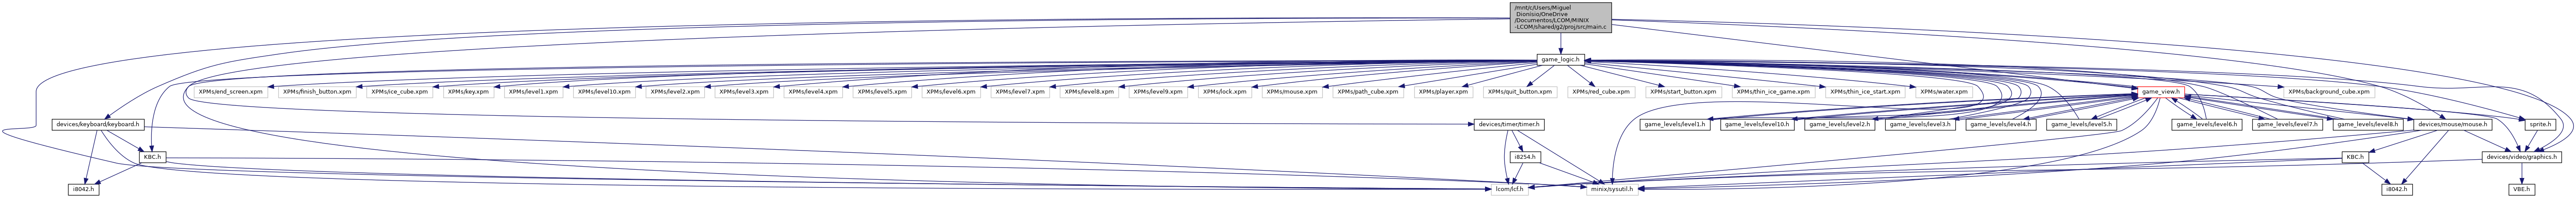 /mnt/c/Users/Miguel
Dionísio/OneDrive
/Documentos/LCOM/MINIX
-LCOM/shared/g2/proj/src/main.c
game_logic.h
XPMs/end_screen.xpm
XPMs/finish_button.xpm
XPMs/ice_cube.xpm
XPMs/key.xpm
XPMs/level1.xpm
XPMs/level10.xpm
XPMs/level2.xpm
XPMs/level3.xpm
XPMs/level4.xpm
XPMs/level5.xpm
XPMs/level6.xpm
XPMs/level7.xpm
XPMs/level8.xpm
XPMs/level9.xpm
XPMs/lock.xpm
XPMs/mouse.xpm
XPMs/path_cube.xpm
XPMs/player.xpm
XPMs/quit_button.xpm
XPMs/red_cube.xpm
XPMs/start_button.xpm
XPMs/thin_ice_game.xpm
XPMs/thin_ice_start.xpm
XPMs/water.xpm
game_view.h
XPMs/background_cube.xpm
devices/keyboard/keyboard.h
devices/timer/timer.h
game_levels/level1.h
game_levels/level10.h
game_levels/level2.h
game_levels/level3.h
game_levels/level4.h
game_levels/level5.h
game_levels/level6.h
game_levels/level7.h
game_levels/level8.h
devices/mouse/mouse.h
sprite.h
KBC.h
i8254.h
KBC.h
devices/video/graphics.h
i8042.h
lcom/lcf.h
minix/sysutil.h
i8042.h
VBE.h